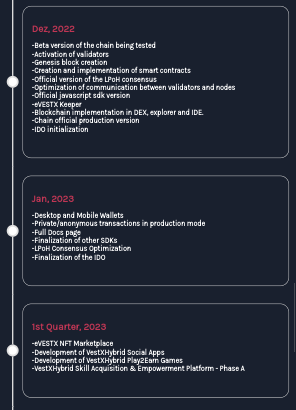 Dez, 2022
-Beta version of the chain being tested
-Activation of validators
-Genesis block creation
-Creation and implementation of smart contracts
-Official version of the LPoH consensus
-Optimization of communication between validators and nodes
-Official javascript sdk version
-eVESTX Keeper
-Blockchain implementation in DEX, explorer and IDE.
-Chain official production version
-IDO initialization
Jan, 2023
-Desktop and Mobile Wallets
-Private/anonymous transactions in production mode
-Full Docs page
-Finalization of other SDKs
-LPoH Consensus Optimization
-Finalization of the IDO
1st Quarter, 2023
-eVESTX NFT Marketplace
-Development of VestXHybrid Social Apps
-Development of VestXHybrid Play2Earn Games
-VestXHybrid Skill Acquisition & Empowerment Platform - Phase A